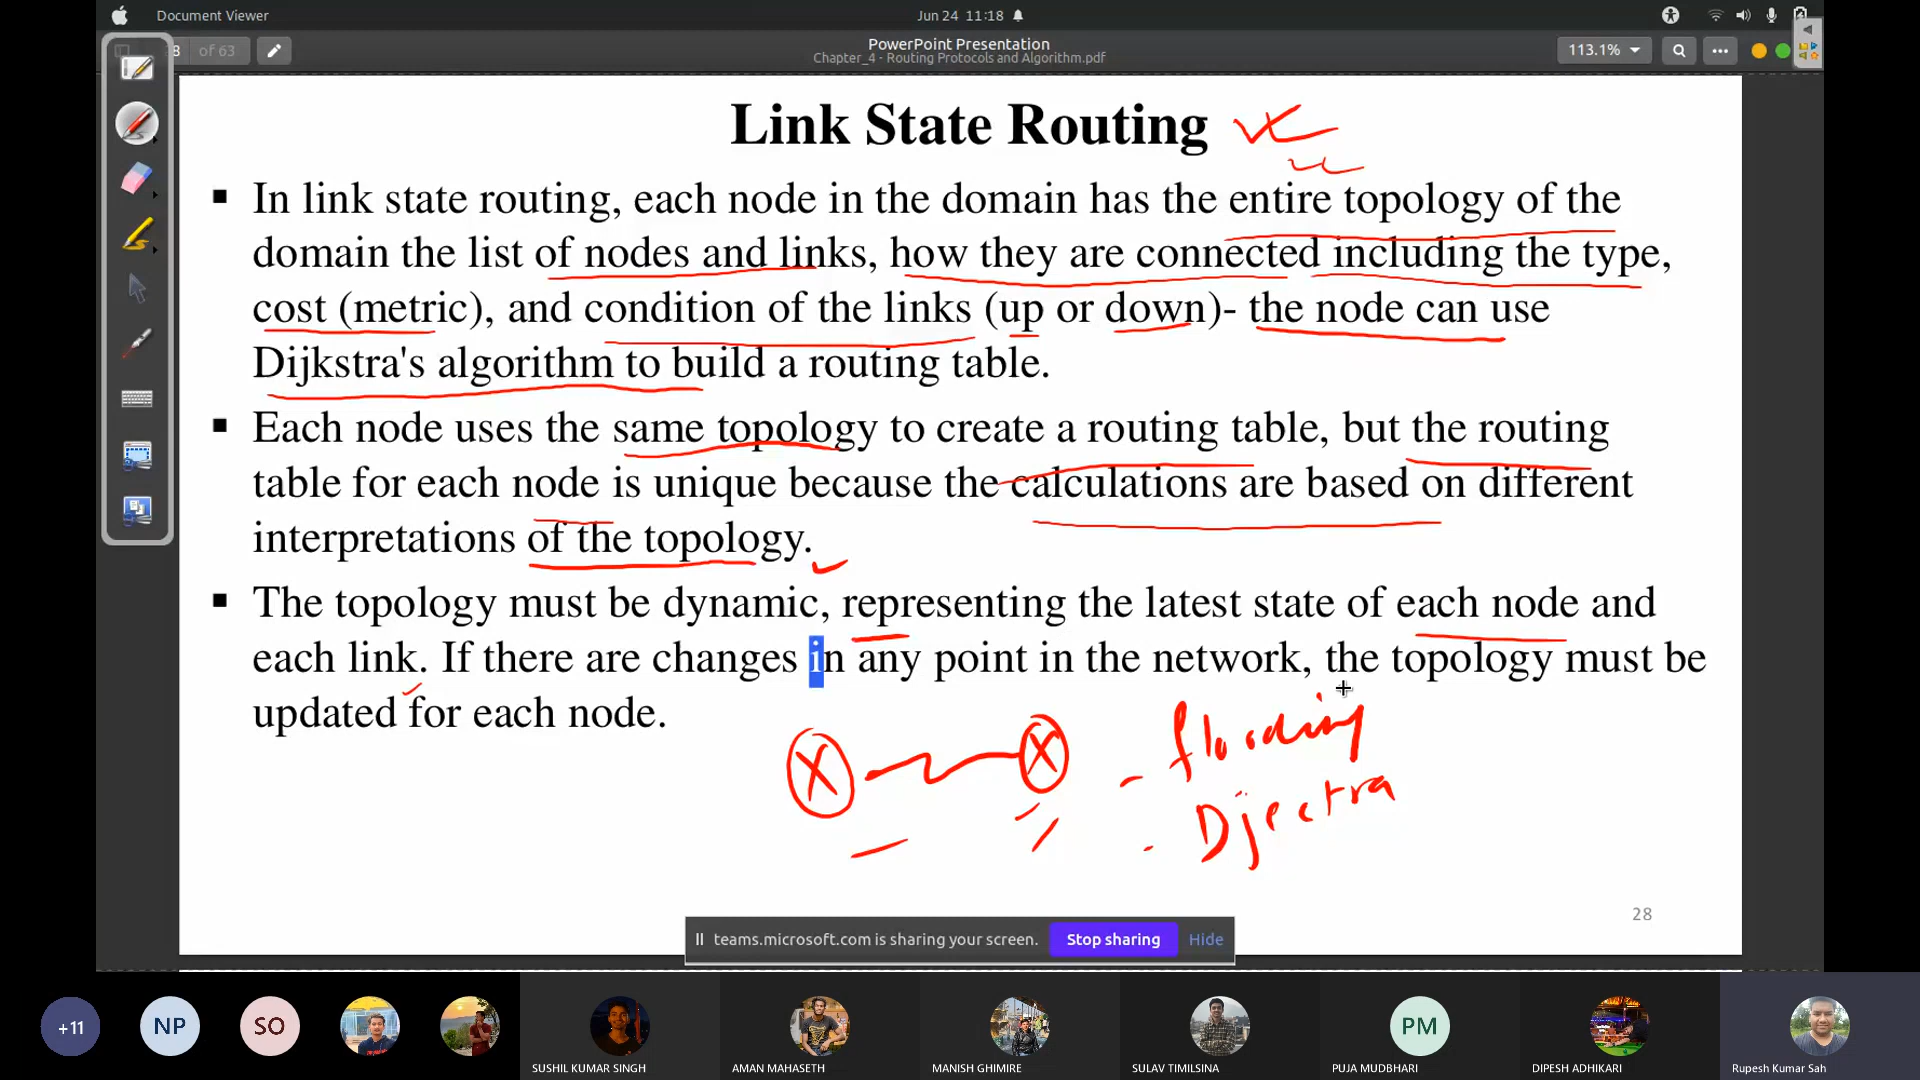 Document Viewer
Jun 24 11:18
8 of 63
PowerPoint Presentation
Chapter_4 - Routing Protocols and Algorithm.pdf
113.1%
Link State Routing
▪ In link state routing, each node in the domain has the entire topology of the
domain the list of nodes and links, how they are connected including the type,
cost (metric), and condition of the links (up or down)- the node can use
Dijkstra's algorithm to build a routing table.
▪ Each node uses the same topology to create a routing table, but the routing
table for each node is unique because the calculations are based on different
interpretations of the topology.
▪ The topology must be dynamic, representing the latest state of each node and
each link. If there are changes in any point in the network, the topology must be
updated for each node.
X X
- flooding
- Djectra
28
teams.microsoft.com is sharing your screen. Stop sharing Hide
+11 NP SO PM
SUSHIL KUMAR SINGH AMAN MAHASETH MANISH GHIMIRE SULAV TIMILSINA PUJA MUDBHARI DIPESH ADHIKARI Rupesh Kumar Sah